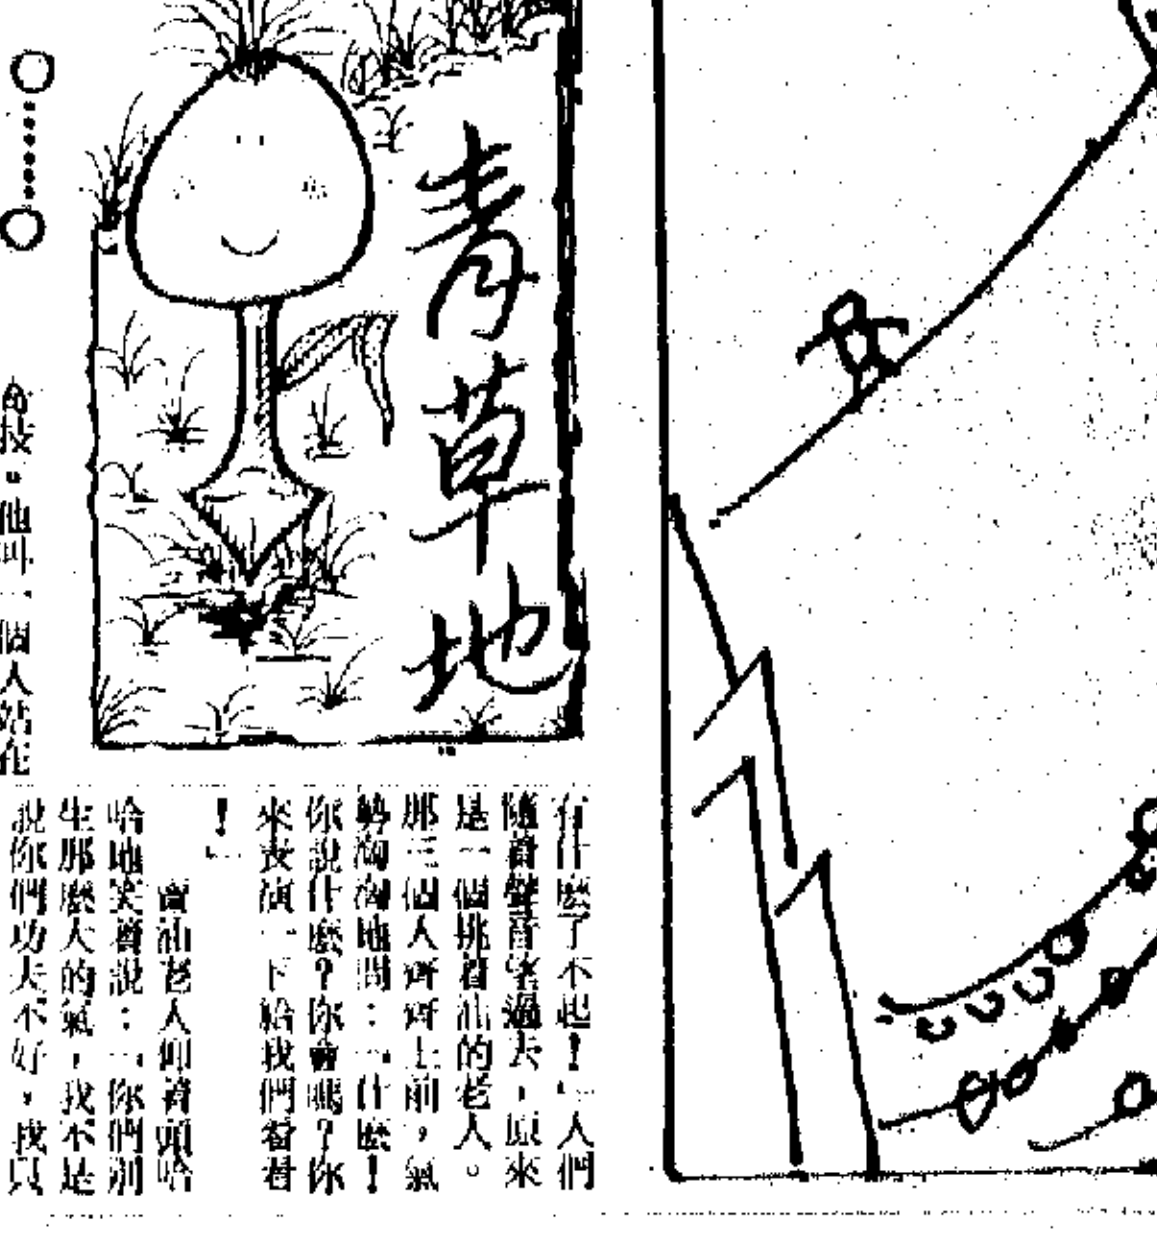 青草地
有什麼了不起！」人們
隨着聲音望過去，原來
是一個挑着油的老人。
那三個人齊齊上前，氣
勢洶洶地問：「什麼！
你說什麼？你會嗎？你
來表演一下給我們看看
！」
賣油老人仰着頭哈
哈地笑着說：「你們別
生那麼大的氣，我不是
說你們功夫不好，我只
技。他叫一個人站在